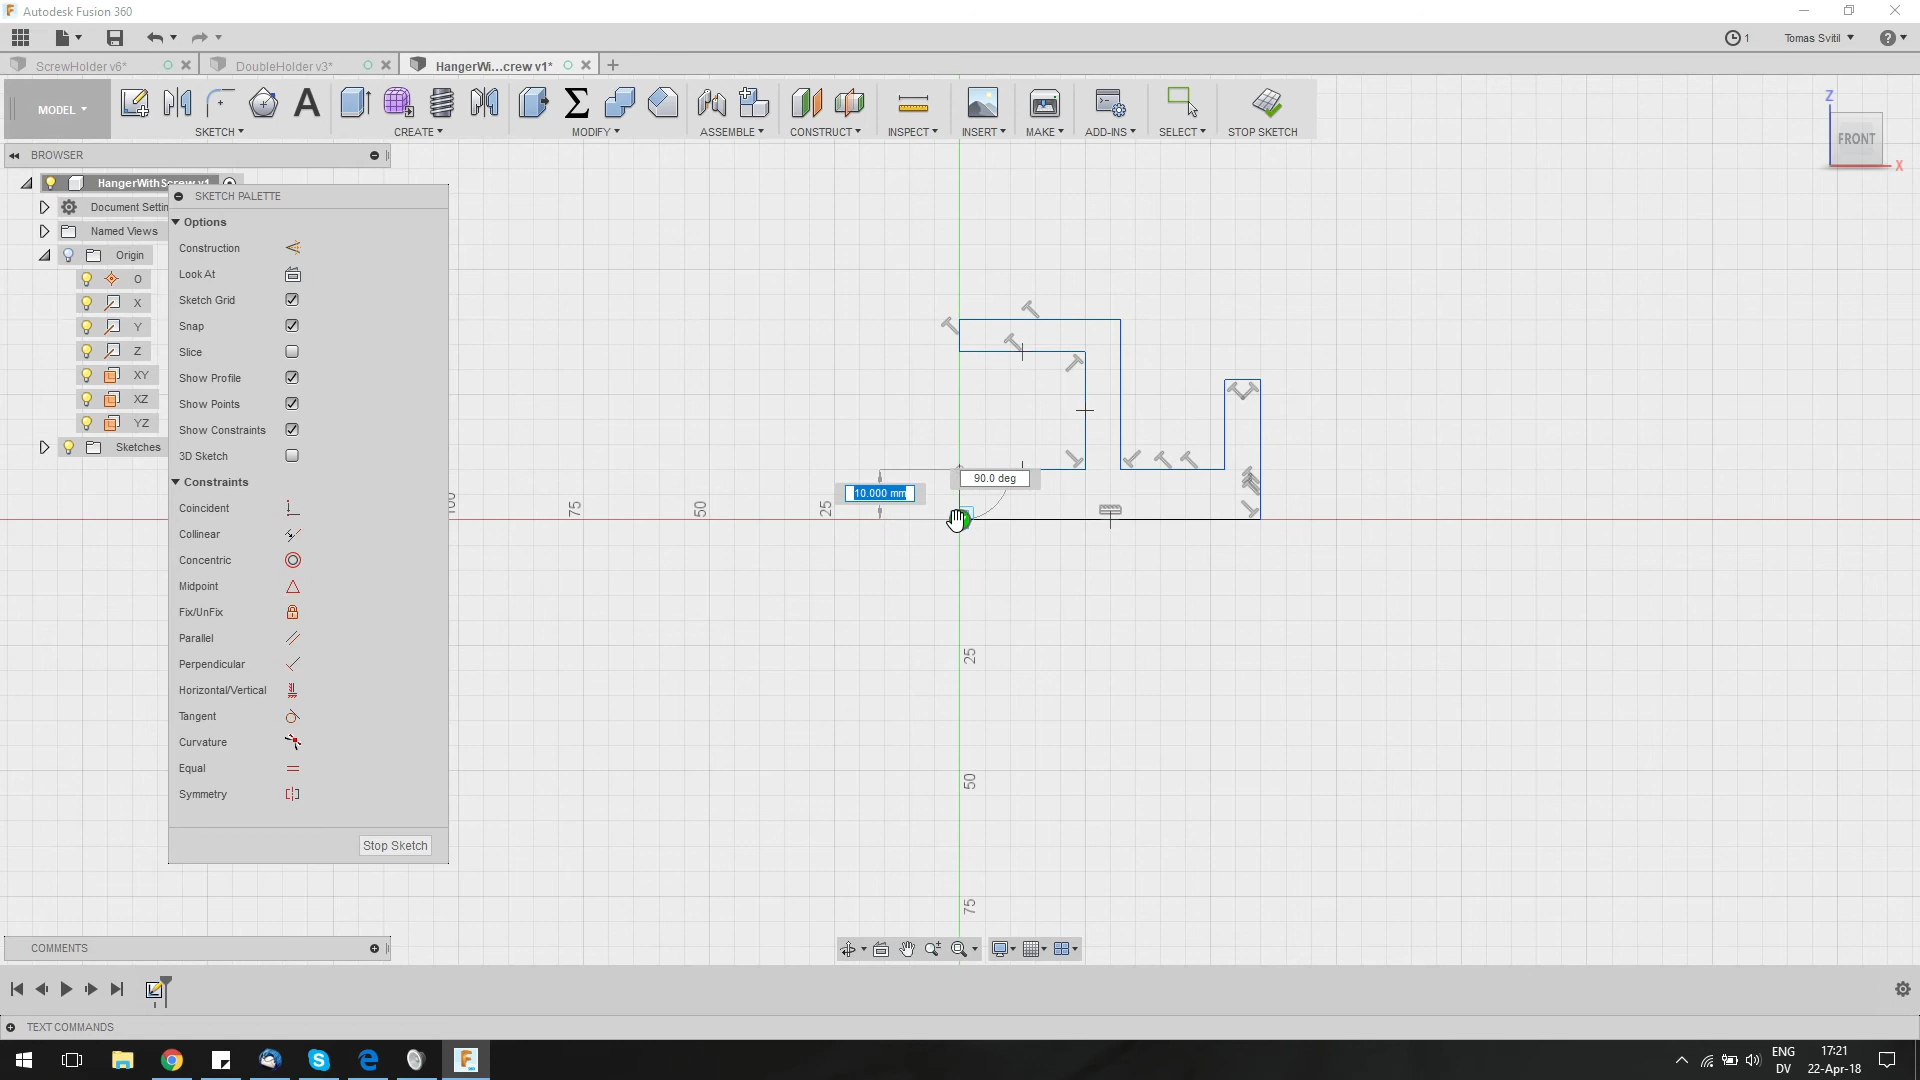 Autodesk Fusion 360
1
Tomas Svitil
ScrewHolder v6*
DoubleHolder v3*
HangerWi...crew v1*
MODEL
SKETCH
CREATE
MODIFY
ASSEMBLE
CONSTRUCT
INSPECT
INSERT
MAKE
ADD-INS
SELECT
STOP SKETCH
Z
FRONT
X
BROWSER
HangerWithScrew v1
Document Settin
Named Views
Origin
O
X
Y
Z
XY
XZ
YZ
Sketches
SKETCH PALETTE
Options
Construction
Look At
Sketch Grid
Snap
Slice
Show Profile
Show Points
Show Constraints
3D Sketch
Constraints
Coincident
Collinear
Concentric
Midpoint
Fix/UnFix
Parallel
Perpendicular
Horizontal/Vertical
Tangent
Curvature
Equal
Symmetry
Stop Sketch
90.0 deg
10.000 mm
75
50
25
25
50
75
COMMENTS
TEXT COMMANDS
ENG
DV
17:21
22-Apr-18